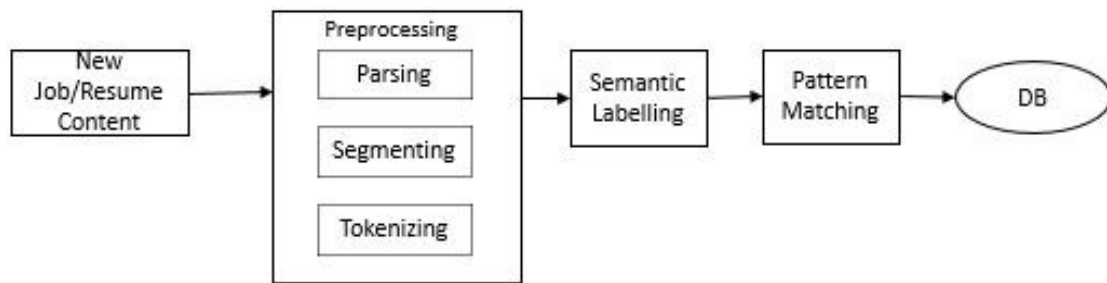 New
Job/Resume
Content
Preprocessing
Parsing
Segmenting
Tokenizing
Semantic
Labelling
Pattern
Matching
DB